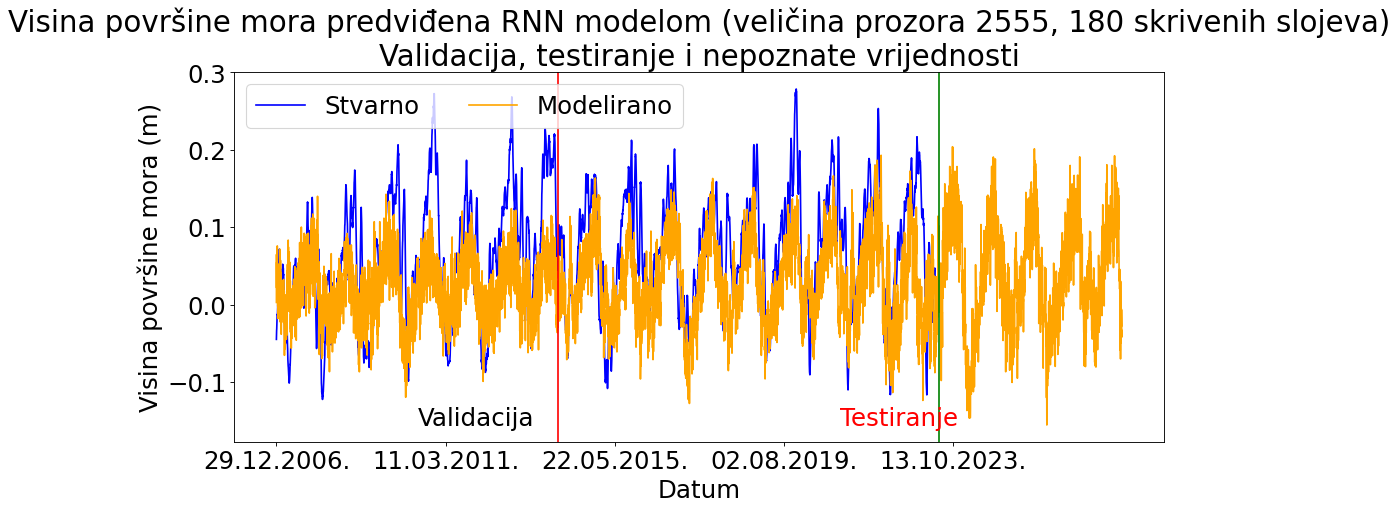 Visina površine mora predviđena RNN modelom (veličina prozora 2555, 180 skrivenih slojeva)
Validacija, testiranje i nepoznate vrijednosti
Stvarno
Modelirano
Visina površine mora (m)
0.3
0.2
0.1
0.0
−0.1
Validacija
Testiranje
29.12.2006.
11.03.2011.
22.05.2015.
02.08.2019.
13.10.2023.
Datum